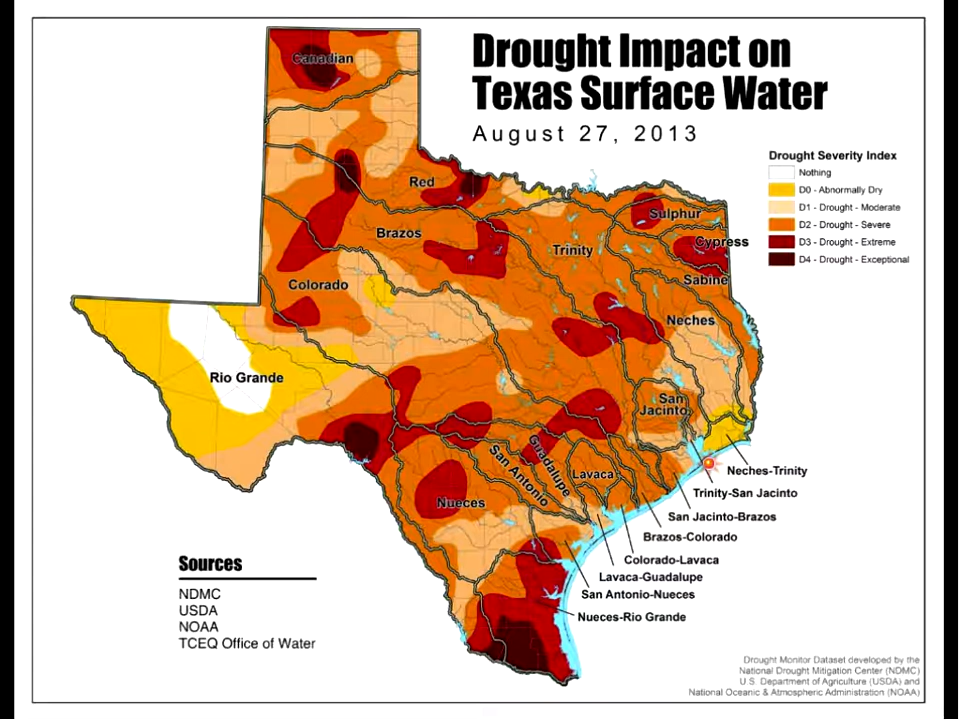 Drought Impact on
Texas Surface Water
August 27, 2013
Drought Severity Index
Nothing
D0 - Abnormally Dry
D1 - Drought - Moderate
D2 - Drought - Severe
D3 - Drought - Extreme
D4 - Drought - Exceptional
Canadian
Red
Sulphur
Brazos
Cypress
Trinity
Sabine
Colorado
Neches
Rio Grande
San
Jacinto
Guadalupe
San Antonio
Lavaca
Nueces
Neches-Trinity
Trinity-San Jacinto
San Jacinto-Brazos
Brazos-Colorado
Colorado-Lavaca
Lavaca-Guadalupe
San Antonio-Nueces
Nueces-Rio Grande
Sources
NDMC
USDA
NOAA
TCEQ Office of Water
Drought Monitor Dataset developed by the
National Drought Mitigation Center (NDMC)
U.S. Department of Agriculture (USDA) and
National Oceanic & Atmospheric Administration (NOAA)